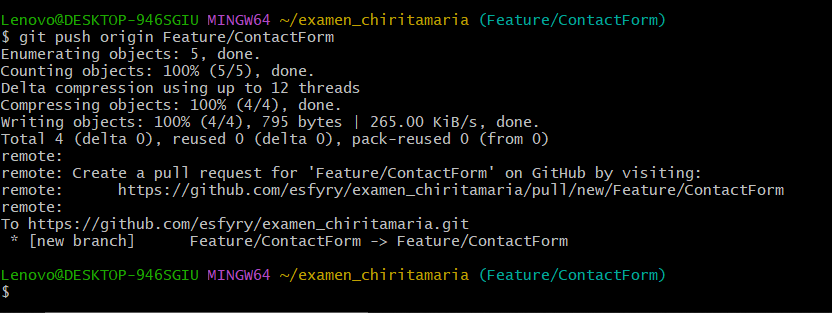 Lenovo@DESKTOP-946SGIU MINGW64 ~/examen_chiritamaria (Feature/ContactForm)
$ git push origin Feature/ContactForm
Enumerating objects: 5, done.
Counting objects: 100% (5/5), done.
Delta compression using up to 12 threads
Compressing objects: 100% (4/4), done.
Writing objects: 100% (4/4), 795 bytes | 265.00 KiB/s, done.
Total 4 (delta 0), reused 0 (delta 0), pack-reused 0 (from 0)
remote:
remote: Create a pull request for 'Feature/ContactForm' on GitHub by visiting:
remote:      https://github.com/esfyry/examen_chiritamaria/pull/new/Feature/ContactForm
remote:
To https://github.com/esfyry/examen_chiritamaria.git
 * [new branch]      Feature/ContactForm -> Feature/ContactForm

Lenovo@DESKTOP-946SGIU MINGW64 ~/examen_chiritamaria (Feature/ContactForm)
$